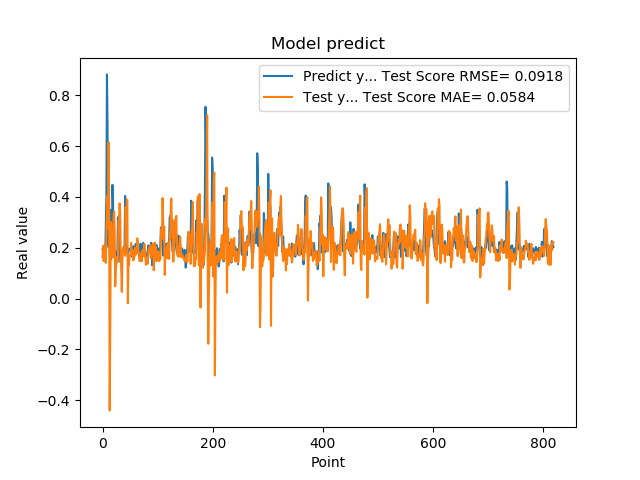 Model predict
Predict y... Test Score RMSE= 0.0918
Test y... Test Score MAE= 0.0584
Real value
0.8
0.6
0.4
0.2
0.0
−0.2
−0.4
0
200
400
600
800
Point